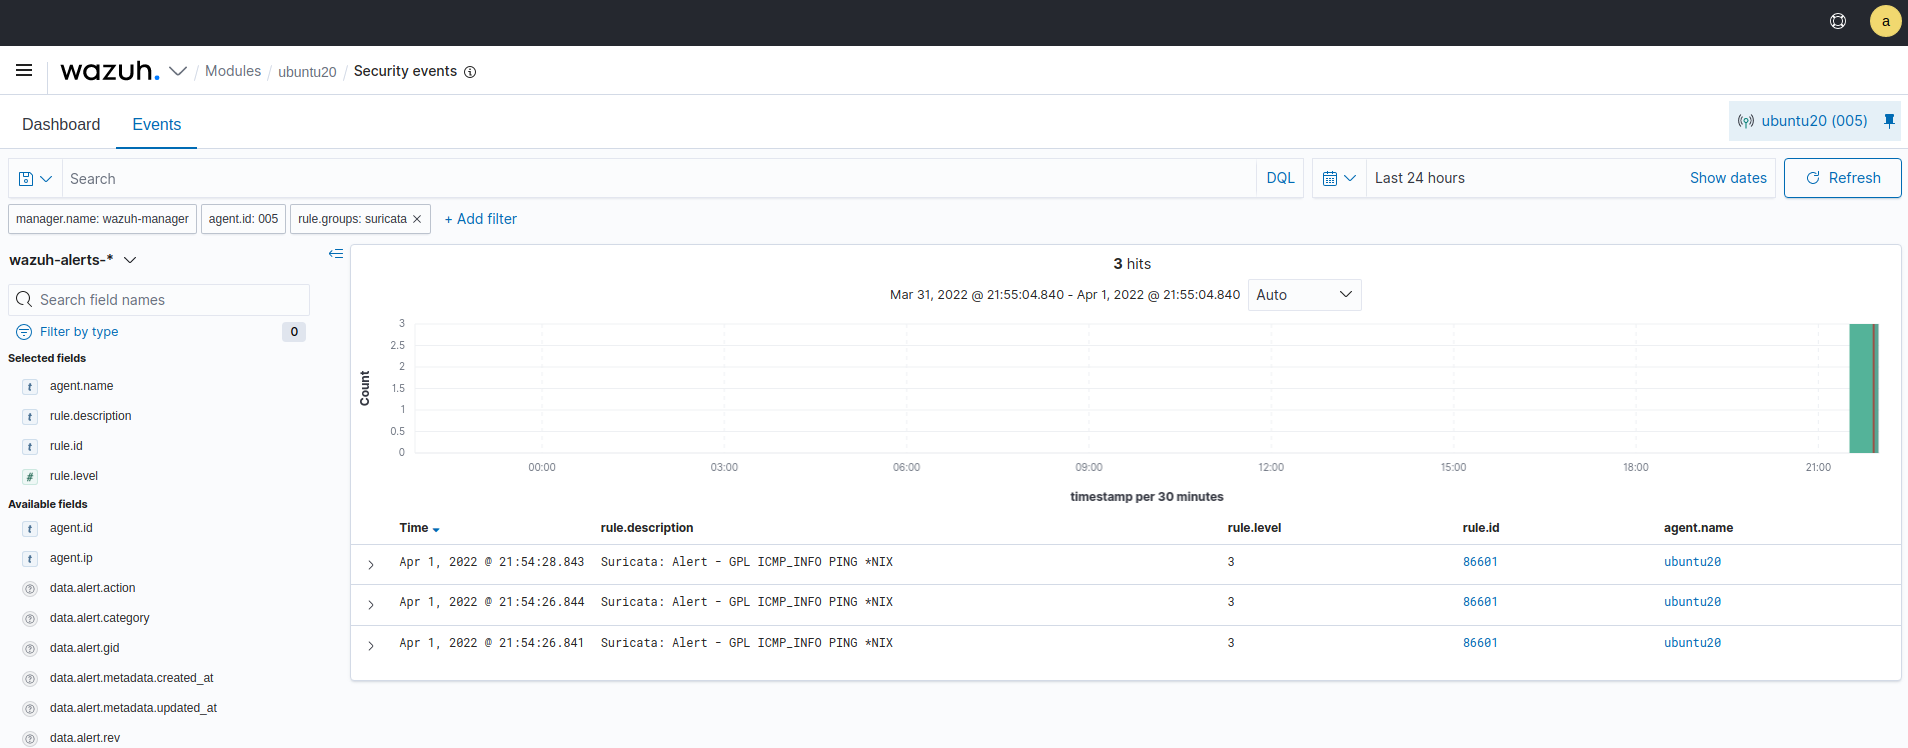 a
wazuh. / Modules / ubuntu20 / Security events
Dashboard Events ubuntu20 (005)
Search DQL Last 24 hours Show dates Refresh
manager.name: wazuh-manager agent.id: 005 rule.groups: suricata × + Add filter
wazuh-alerts-*
Search field names
Filter by type 0
Selected fields
t agent.name
t rule.description
t rule.id
# rule.level
Available fields
t agent.id
t agent.ip
? data.alert.action
? data.alert.category
? data.alert.gid
? data.alert.metadata.created_at
? data.alert.metadata.updated_at
? data.alert.rev
3 hits
Mar 31, 2022 @ 21:55:04.840 - Apr 1, 2022 @ 21:55:04.840 Auto
Count
3
2.5
2
1.5
1
0.5
0
00:00 03:00 06:00 09:00 12:00 15:00 18:00 21:00
timestamp per 30 minutes
Time rule.description rule.level rule.id agent.name
Apr 1, 2022 @ 21:54:28.843 Suricata: Alert - GPL ICMP_INFO PING *NIX 3 86601 ubuntu20
Apr 1, 2022 @ 21:54:26.844 Suricata: Alert - GPL ICMP_INFO PING *NIX 3 86601 ubuntu20
Apr 1, 2022 @ 21:54:26.841 Suricata: Alert - GPL ICMP_INFO PING *NIX 3 86601 ubuntu20